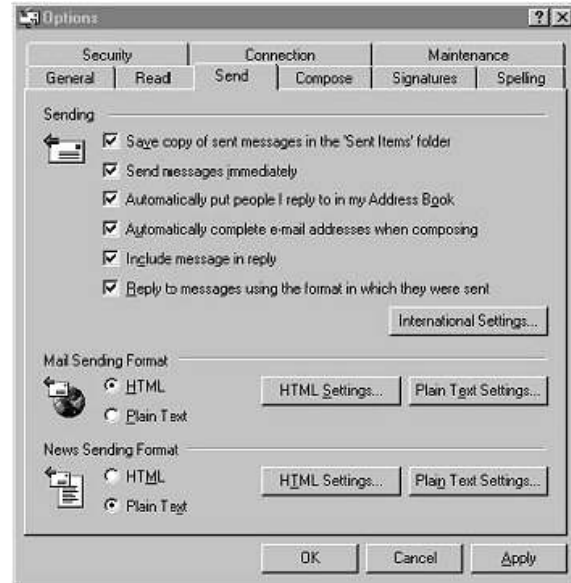 Options
Security Connection Maintenance
General Read Send Compose Signatures Spelling
Sending
Save copy of sent messages in the 'Sent Items' folder
Send messages immediately
Automatically put people I reply to in my Address Book
Automatically complete e-mail addresses when composing
Include message in reply
Reply to messages using the format in which they were sent
International Settings...
Mail Sending Format
HTML HTML Settings... Plain Text Settings...
Plain Text
News Sending Format
HTML HTML Settings... Plain Text Settings...
Plain Text
OK Cancel Apply